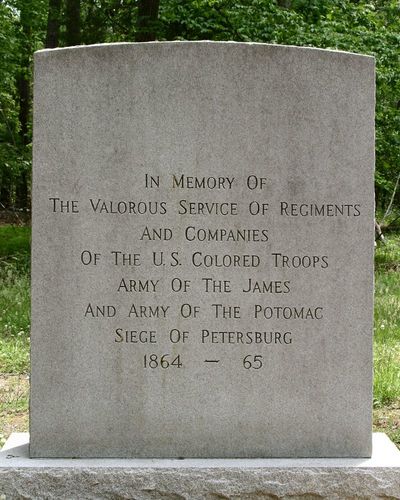 In Memory Of
The Valorous Service Of Regiments
And Companies
Of The U.S. Colored Troops
Army Of The James
And Army Of The Potomac
Siege Of Petersburg
1864 — 65